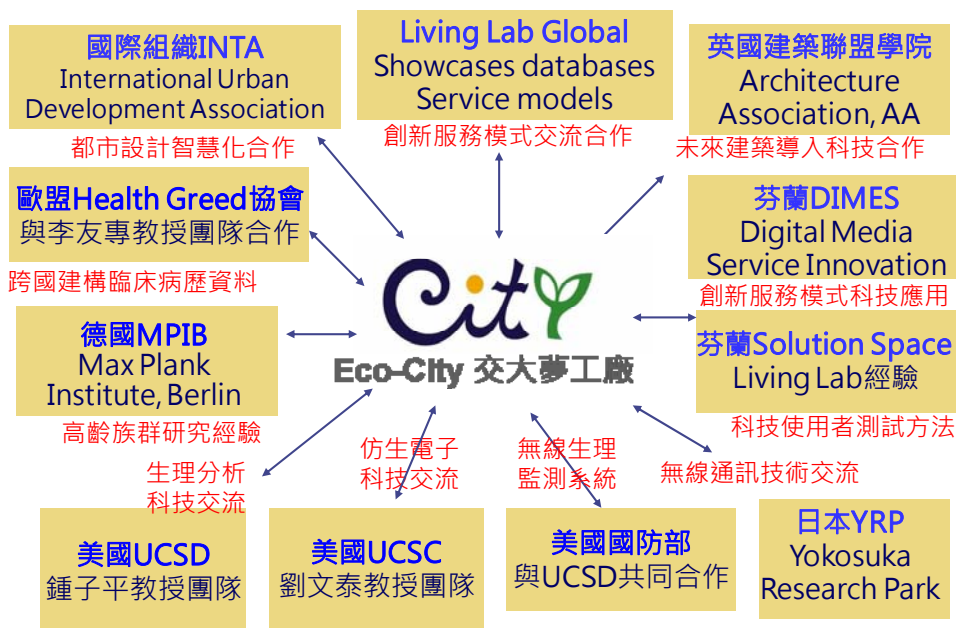 國際組織INTA
International Urban
Development Association
都市設計智慧化合作
Living Lab Global
Showcases databases
Service models
創新服務模式交流合作
英國建築聯盟學院
Architecture
Association, AA
未來建築導入科技合作
歐盟Health Greed協會
與李友專教授團隊合作
跨國建構臨床病歷資料
芬蘭DIMES
Digital Media
Service Innovation
創新服務模式科技應用
City
Eco-City 交大夢工廠
德國MPIB
Max Plank
Institute, Berlin
高齡族群研究經驗
芬蘭Solution Space
Living Lab經驗
科技使用者測試方法
生理分析
科技交流
美國UCSD
鍾子平教授團隊
仿生電子
科技交流
美國UCSC
劉文泰教授團隊
無線生理
監測系統
美國國防部
與UCSD共同合作
無線通訊技術交流
日本YRP
Yokosuka
Research Park